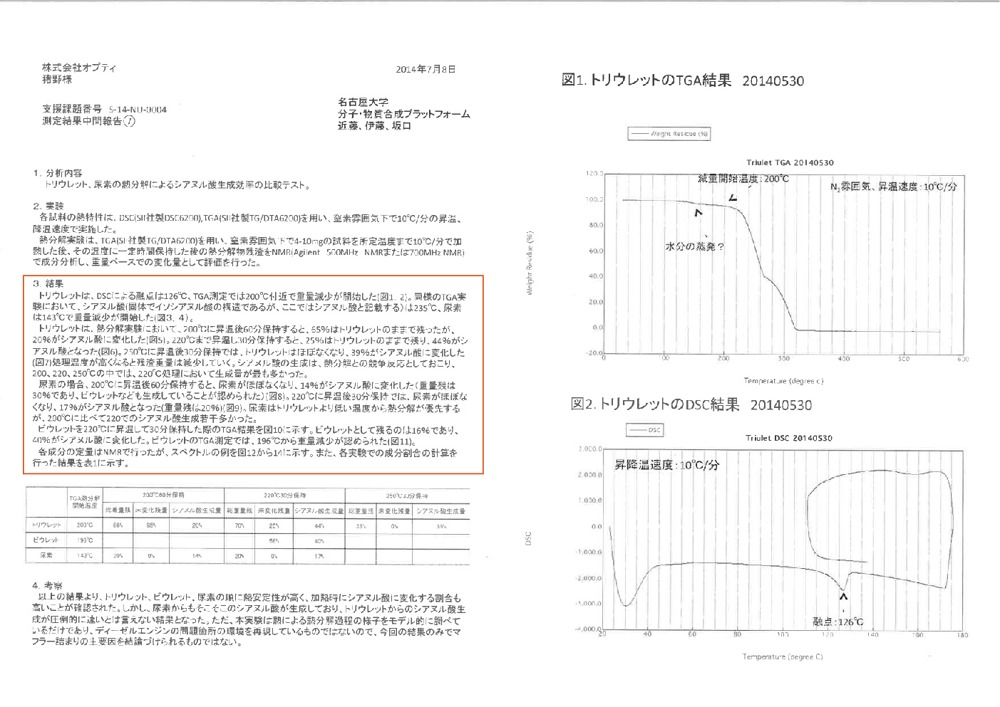 株式会社オプティ
猪野様
2014年7月8日
支援課題番号 S-14-NU-0004
測定結果中間報告⑦
名古屋大学
分子・物質合成プラットフォーム
近藤、伊藤、坂口
1. 分析内容
トリウレット、尿素の熱分解によるシアヌル酸生成効率の比較テスト。
2. 実験
各試料の熱特性は、DSC(SII社製DSC6200),TGA(SII社製TG/DTA6200)を用い、窒素雰囲気下で10℃/分の昇温、
降温速度で実施した。
熱分解実験は、TGA(SII社製TG/DTA6200)を用い、窒素雰囲気下で4-10mgの試料を所定温度まで10℃/分で加
熱した後、その温度に一定時間保持した後の熱分解物残渣をNMR(Agilent 500MHz NMRまたは700MHz NMR)
で成分分析し、重量ベースでの変化量として評価を行った。
3. 結果
トリウレットは、DSCによる融点は126℃、TGA測定では200℃付近で重量減少が開始した(図1, 2)。同様のTGA実
験において、シアヌル酸(固体でイソシアヌル酸の構造であるが、ここではシアヌル酸と記載する)は235℃、尿素
は143℃で重量減少が開始した(図3, 4)。
トリウレットは、熱分解実験において、200℃に昇温後60分保持すると、65%はトリウレットのままで残ったが、
20%がシアヌル酸に変化した(図5)。220℃まで昇温し30分保持すると、25%はトリウレットのままで残り、44%がシ
アヌル酸となった(図6)。250℃に昇温後30分保持では、トリウレットはほぼなくなり、39%がシアヌル酸に変化した
(図7)処理温度が高くなると残渣重量は減少していく。シアヌル酸の生成は、熱分解との競争反応としておこり、
200, 220, 250℃の中では、220℃処理において生成量が最も多かった。
尿素の場合、200℃に昇温後60分保持すると、尿素がほぼなくなり、14%がシアヌル酸に変化した(重量残は
30%であり、ビウレットなども生成していることが認められた)(図8)。220℃に昇温後30分保持では、尿素がほぼな
くなり、17%がシアヌル酸となった(重量残は20%)(図9)。尿素はトリウレットより低い温度から熱分解が優先する
が、200℃に比べて220でのシアヌル酸生成若干多かった。
ビウレットを220℃に昇温して30分保持した際のTGA結果を図10に示す。ビウレットとして残るのは16%であり、
40%がシアヌル酸に変化した。ビウレットのTGA測定では、196℃から重量減少が認められた(図11)。
各成分の定量はNMRで行ったが、スペクトルの例を図12から14に示す。また、各実験での成分割合の計算を
行った結果を表1に示す。
TGA熱分解開始温度 200℃60分保持 220℃30分保持 250℃30分保持
総重量残 未変化残量 シアヌル酸生成量 総重量残 未変化残量 シアヌル酸生成量 総重量残 未変化残量 シアヌル酸生成量
トリウレット 200℃ 88% 65% 20% 70% 25% 44% 39% 0% 39%
ビウレット 196℃ 40%
尿素 143℃ 30% 0% 14% 20% 0% 17%
4. 考察
以上の結果より、トリウレット、ビウレット、尿素の順に熱安定性が高く、加熱時にシアヌル酸に変化する割合も
高いことが確認された。しかし、尿素からもそこそこのシアヌル酸が生成しており、トリウレットからのシアヌル酸生
成が圧倒的に速いとは言えない結果となった。ただ、本実験は熱による熱分解過程の様子をモデル的に調べて
いるだけであり、ディーゼルエンジンの問題箇所の環境を再現しているものではないので、今回の結果のみでマ
フラー詰まりの主要因を結論づけられるものではない。
図1. トリウレットのTGA結果 20140530
Weight Residue (%)
Triulet TGA 20140530
減量開始温度:200℃
N2雰囲気、昇温速度:10℃/分
水分の蒸発?
Weight Residue (%)
120.0
100.0
80.0
60.0
40.0
20.0
0.0
-20.0
0 100 200 300 400 500 600
Temperature (degree c)
図2. トリウレットのDSC結果 20140530
DSC
Triulet DSC 20140530
昇降温速度:10℃/分
DSC
3,000.0
2,000.0
1,000.0
0.0
-1,000.0
-2,000.0
-3,000.0
-4,000.0
融点:126℃
20 40 60 80 100 120 140 160 180
Temperature (degree C)